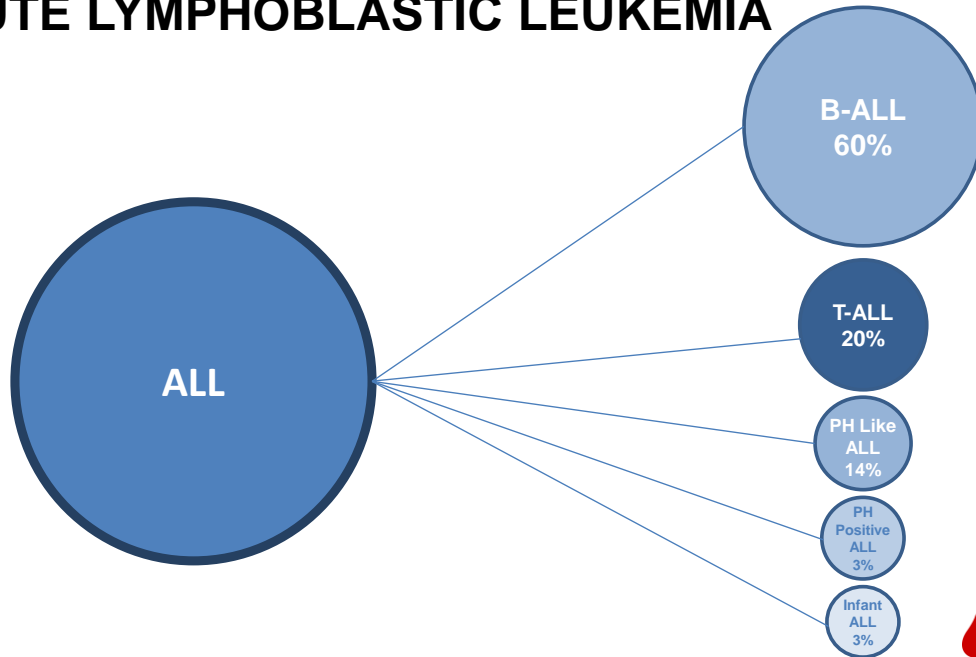 UTE LYMPHOBLASTIC LEUKEMIA
B-ALL
60%
T-ALL
20%
ALL
PH Like
ALL
14%
PH
Positive
ALL
3%
Infant
ALL
3%